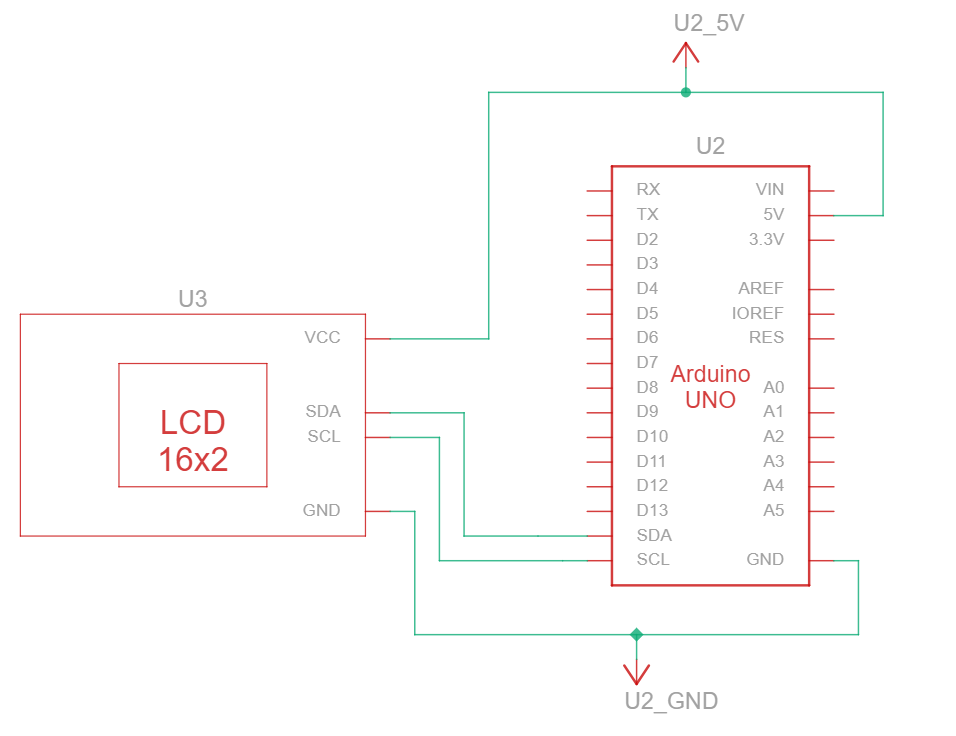 U2_5V
U2
RX VIN
TX 5V
D2 3.3V
D3
D4 AREF
D5 IOREF
D6 RES
D7
D8 A0
D9 A1
D10 A2
D11 A3
D12 A4
D13 A5
SDA
SCL GND
Arduino
UNO
U3
VCC
SDA
SCL
GND
LCD
16x2
U2_GND